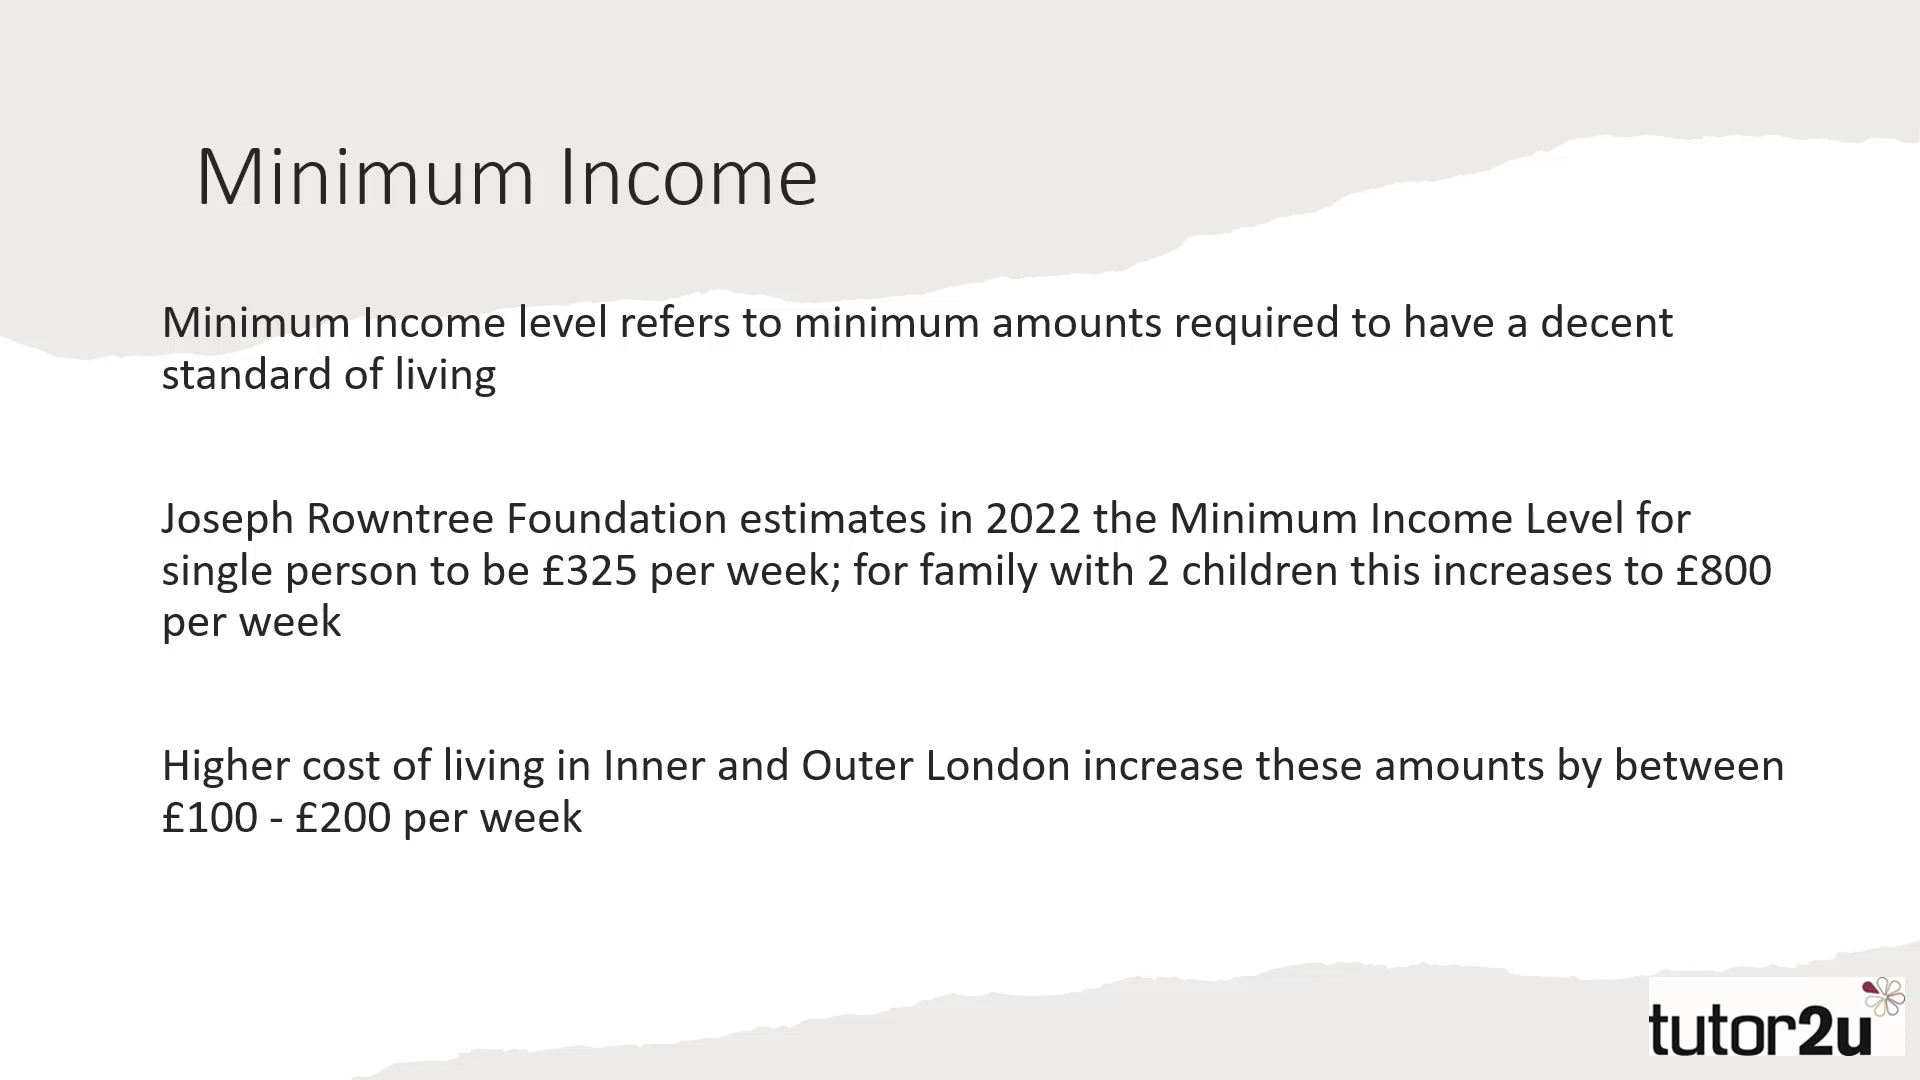 Minimum Income
Minimum Income level refers to minimum amounts required to have a decent
standard of living
Joseph Rowntree Foundation estimates in 2022 the Minimum Income Level for
single person to be £325 per week; for family with 2 children this increases to £800
per week
Higher cost of living in Inner and Outer London increase these amounts by between
£100 - £200 per week
tutor2u